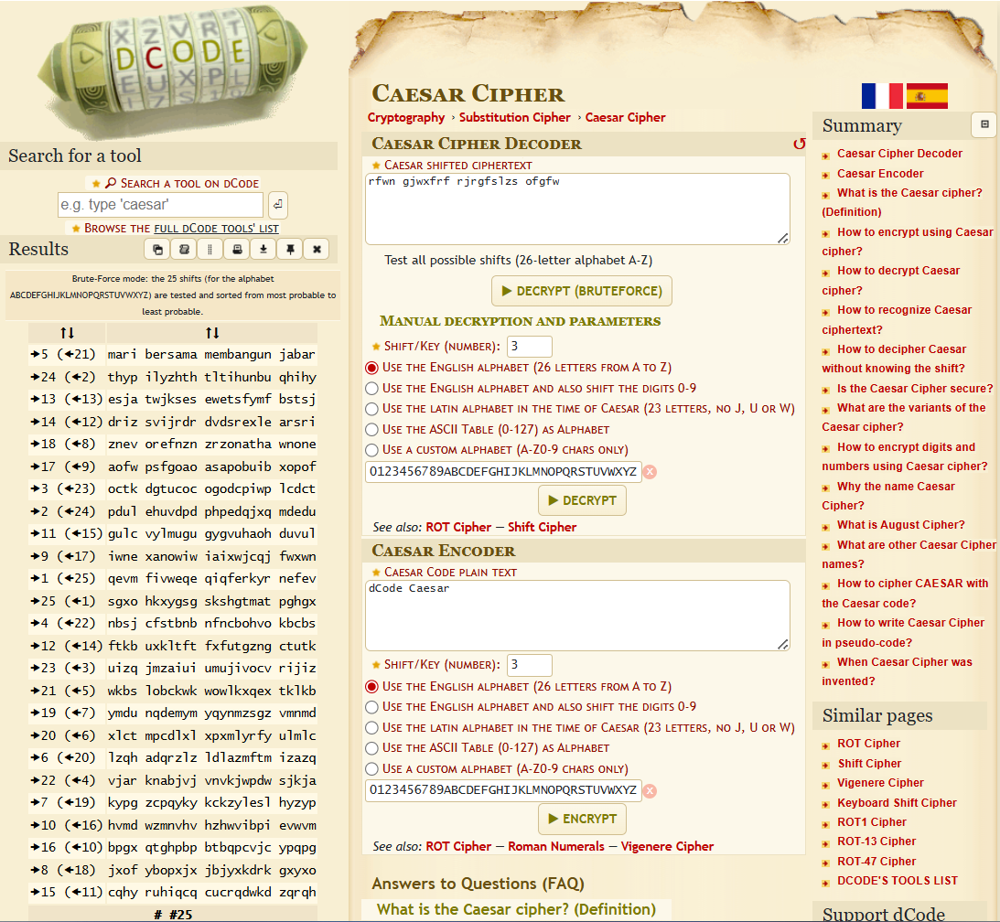 DCODE
Search for a tool
Search a tool on dCode
e.g. type 'caesar'
Browse the full dCode tools' list
Results
Brute-Force mode: the 25 shifts (for the alphabet
ABCDEFGHIJKLMNOPQRSTUVWXYZ) are tested and sorted from most probable to
least probable.
↑↓ ↑↓
➔5 (🠔21) mari bersama membangun jabar
➔24 (🠔2) thyp ilyzhth tltihunbu qhihy
➔13 (🠔13) esja twjkses ewetsfymf bstsj
➔14 (🠔12) driz svijrdr dvdsrexle arsri
➔18 (🠔8) znev orefnzn zrzonatha wnone
➔17 (🠔9) aofw psfgoao asapobuib xopof
➔3 (🠔23) octk dgtucoc ogodcpiwp lcdct
➔2 (🠔24) pdul ehuvdpd phpedqjxq mdedu
➔11 (🠔15) gulc vylmugu gygvuhaoh duvul
➔9 (🠔17) iwne xanowiw iaixwjcqj fwxwn
➔1 (🠔25) qevm fivweqe qiqferkyr nefev
➔25 (🠔1) sgxo hkxygsg skshgtmat pghgx
➔4 (🠔22) nbsj cfstbnb nfncbohvo kbcbs
➔12 (🠔14) ftkb uxkltft fxfutgzng ctutk
➔23 (🠔3) uizq jmzaiui umujivocv rijiz
➔21 (🠔5) wkbs lobckwk wowlkxqex tklkb
➔19 (🠔7) ymdu nqdemym yqynmzsgz vmnmd
➔20 (🠔6) xlct mpcdlxl xpxmlyrfy ulmlc
➔6 (🠔20) lzqh adqrzlz ldlazmftm izazq
➔22 (🠔4) vjar knabjvj vnvkjwpdw sjkja
➔7 (🠔19) kypg zcpqyky kckzylesl hyzyp
➔10 (🠔16) hvmd wzmnvhv hzhwvibpi evwvm
➔16 (🠔10) bpgx qtghpbp btbqpcvjc ypqpg
➔8 (🠔18) jxof ybopxjx jbjyxkdrk gxyxo
➔15 (🠔11) cqhy ruhiqcq cucrqdwkd zqrqh
# #25
Caesar Cipher
Cryptography › Substitution Cipher › Caesar Cipher
Caesar Cipher Decoder
Caesar shifted ciphertext
rfwn gjwxfrf rjrgfslzs ofgfw
Test all possible shifts (26-letter alphabet A-Z)
▶ DECRYPT (BRUTEFORCE)
Manual decryption and parameters
Shift/Key (number): 3
Use the English alphabet (26 letters from A to Z)
Use the English alphabet and also shift the digits 0-9
Use the latin alphabet in the time of Caesar (23 letters, no J, U or W)
Use the ASCII Table (0-127) as Alphabet
Use a custom alphabet (A-Z0-9 chars only)
0123456789ABCDEFGHIJKLMNOPQRSTUVWXYZ
▶ DECRYPT
See also: ROT Cipher — Shift Cipher
Caesar Encoder
Caesar Code plain text
dCode Caesar
Shift/Key (number): 3
Use the English alphabet (26 letters from A to Z)
Use the English alphabet and also shift the digits 0-9
Use the latin alphabet in the time of Caesar (23 letters, no J, U or W)
Use the ASCII Table (0-127) as Alphabet
Use a custom alphabet (A-Z0-9 chars only)
0123456789ABCDEFGHIJKLMNOPQRSTUVWXYZ
▶ ENCRYPT
See also: ROT Cipher — Roman Numerals — Vigenere Cipher
Answers to Questions (FAQ)
What is the Caesar cipher? (Definition)
Summary
Caesar Cipher Decoder
Caesar Encoder
What is the Caesar cipher?
(Definition)
How to encrypt using Caesar
cipher?
How to decrypt Caesar
cipher?
How to recognize Caesar
ciphertext?
How to decipher Caesar
without knowing the shift?
Is the Caesar Cipher secure?
What are the variants of the
Caesar cipher?
How to encrypt digits and
numbers using Caesar cipher?
Why the name Caesar
Cipher?
What is August Cipher?
What are other Caesar Cipher
names?
How to cipher CAESAR with
the Caesar code?
How to write Caesar Cipher
in pseudo-code?
When Caesar Cipher was
invented?
Similar pages
ROT Cipher
Shift Cipher
Vigenere Cipher
Keyboard Shift Cipher
ROT1 Cipher
ROT-13 Cipher
ROT-47 Cipher
DCODE'S TOOLS LIST
Support dCode